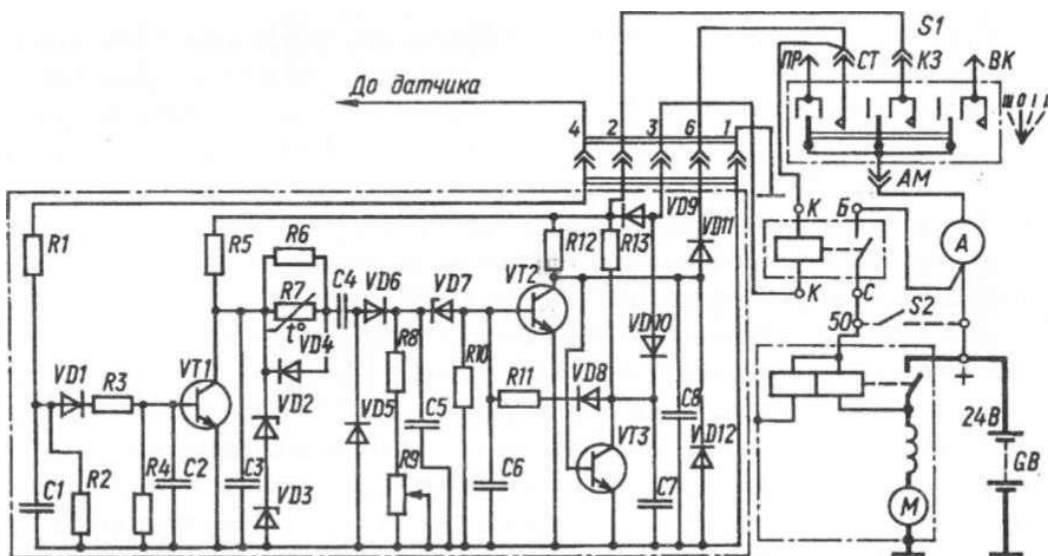 S1
ПР СТ КЗ ВК
До датчика
4 2 3 6 1
АМ
К Б А
R1 R5 R6 R12 VD9 R13 VD11
R7 C4 VD6 VD7 VT2
t°
VD4
К С
50 S2
VD1 R3 VT1 R8 R10 VD10
VD2 R11 VD8 C8
+
24В
VD5 C5 VT3 VD12
GB
C1 R2 R4 C2 C3 VD3 R9 C6 C7 М